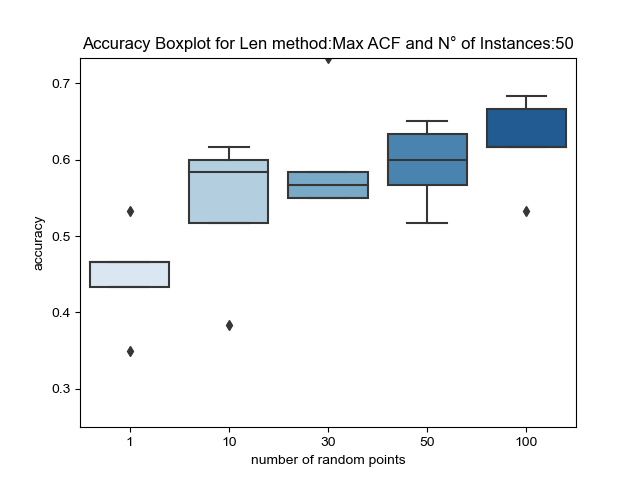 Accuracy Boxplot for Len method:Max ACF and N° of Instances:50
0.7
0.6
0.5
0.4
0.3
accuracy
1 10 30 50 100
number of random points